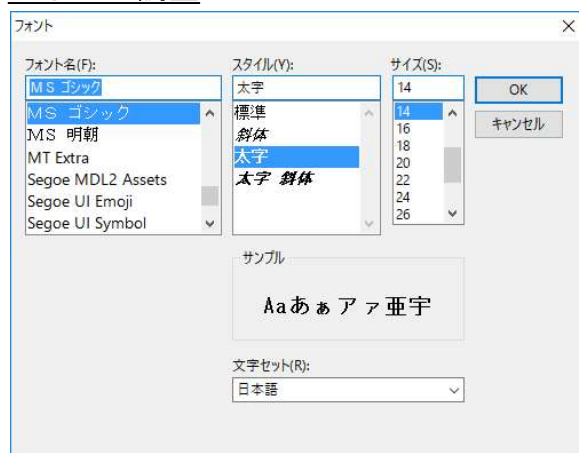 フォント
フォント名(F):
ＭＳ ゴシック
ＭＳ ゴシック
ＭＳ 明朝
MT Extra
Segoe MDL2 Assets
Segoe UI Emoji
Segoe UI Symbol
スタイル(Y):
太字
標準
斜体
太字
太字 斜体
サイズ(S):
14
14
16
18
20
22
24
26
OK
キャンセル
サンプル
Aaあぁアァ亜宇
文字セット(R):
日本語